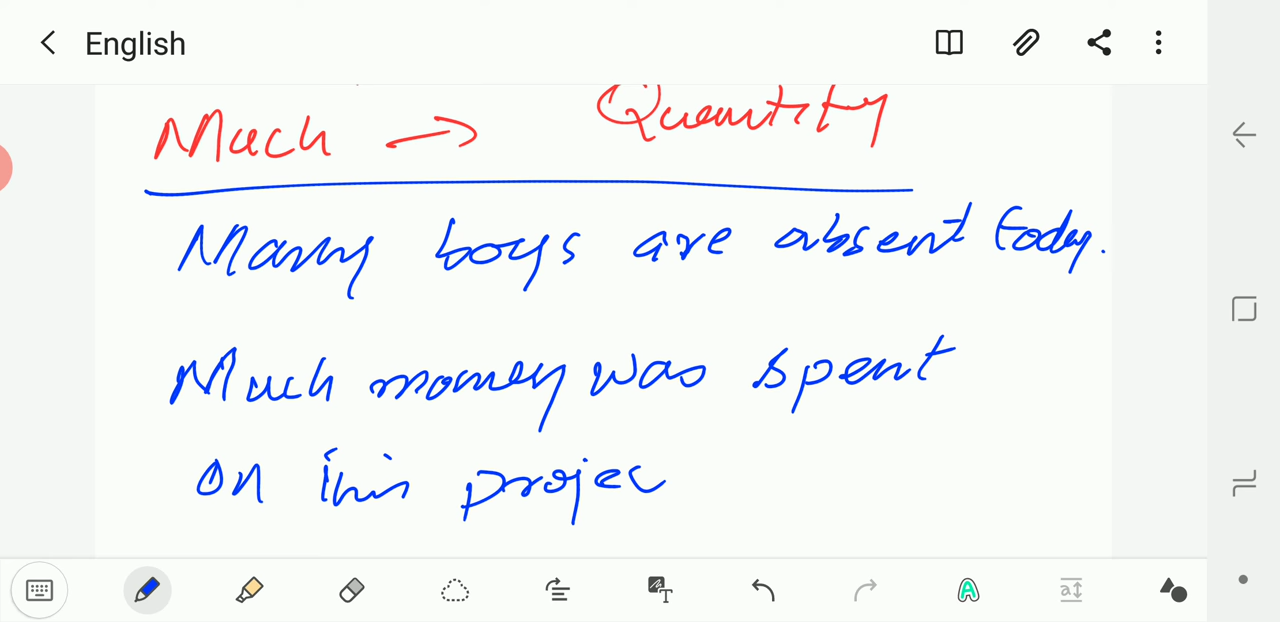 English
Much → Quantity
Many boys are absent today.
Much money was spent
on this projec